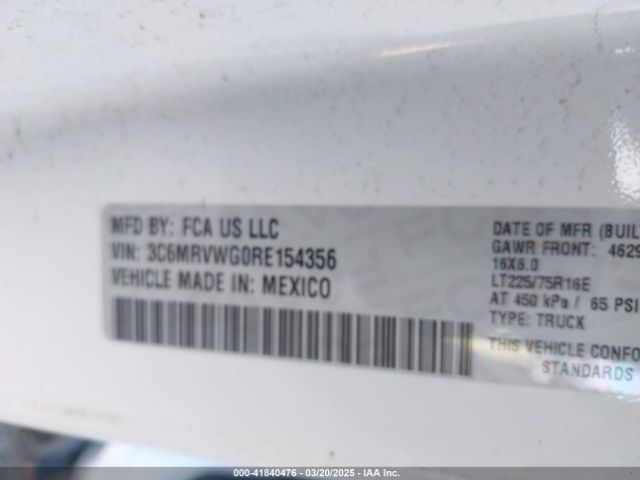 MFD BY: FCA US LLC
VIN: 3C6MRVWG0RE154356
VEHICLE MADE IN: MEXICO
DATE OF MFR (BUIL
GAWR FRONT: 4629
16X6.0
LT225/75R16E
AT 450 kPa / 65 PSI
TYPE: TRUCK
THIS VEHICLE CONFO
STANDARDS
000-41840476 — 03/20/2025 — IAA Inc.